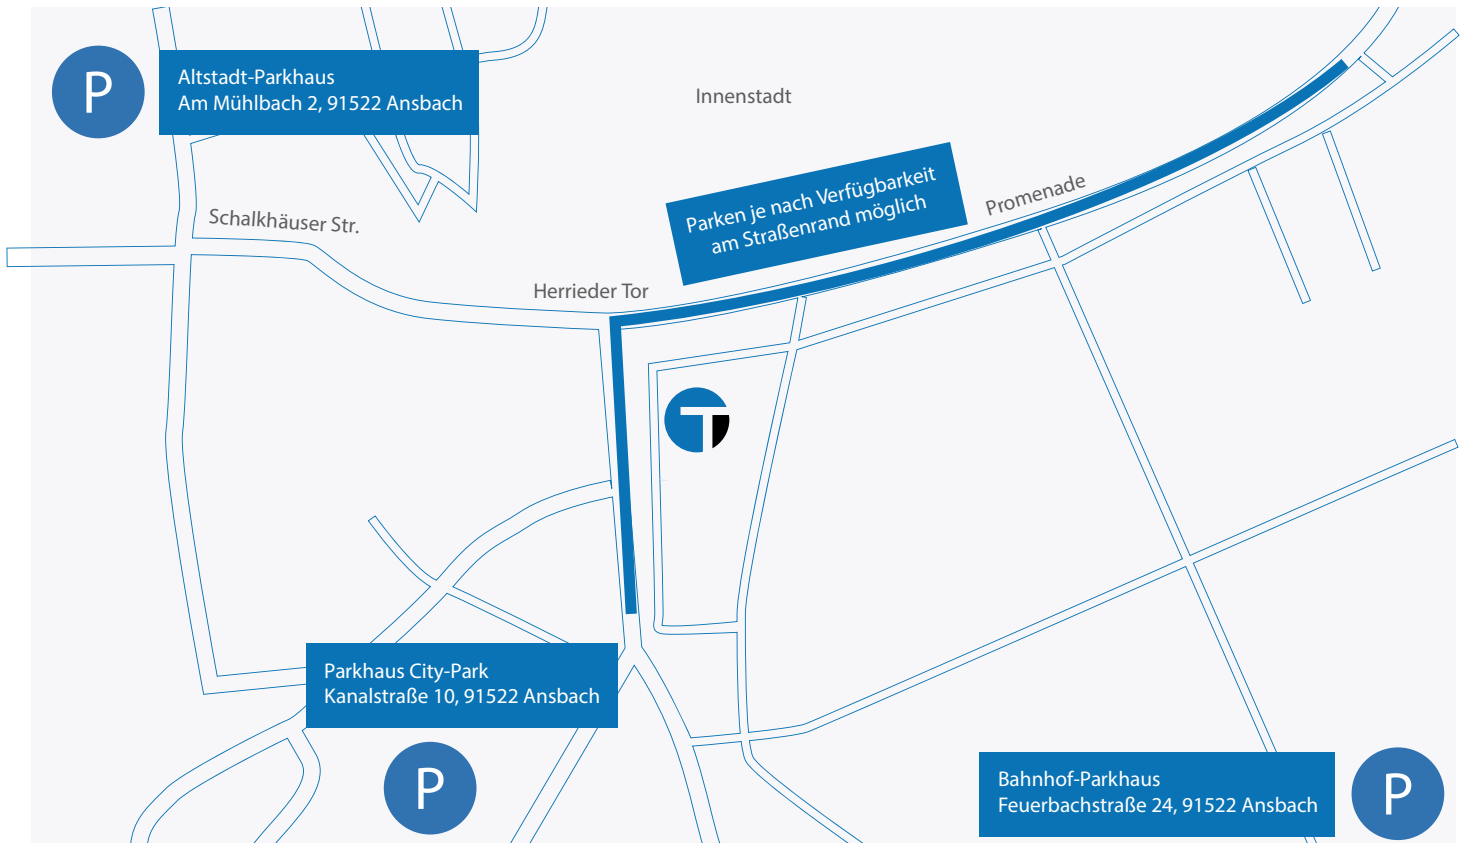 P
Altstadt-Parkhaus
Am Mühlbach 2, 91522 Ansbach
Innenstadt
Parken je nach Verfügbarkeit
am Straßenrand möglich
Promenade
Schalkhäuser Str.
Herrieder Tor
T
Parkhaus City-Park
Kanalstraße 10, 91522 Ansbach
P
Bahnhof-Parkhaus
Feuerbachstraße 24, 91522 Ansbach
P